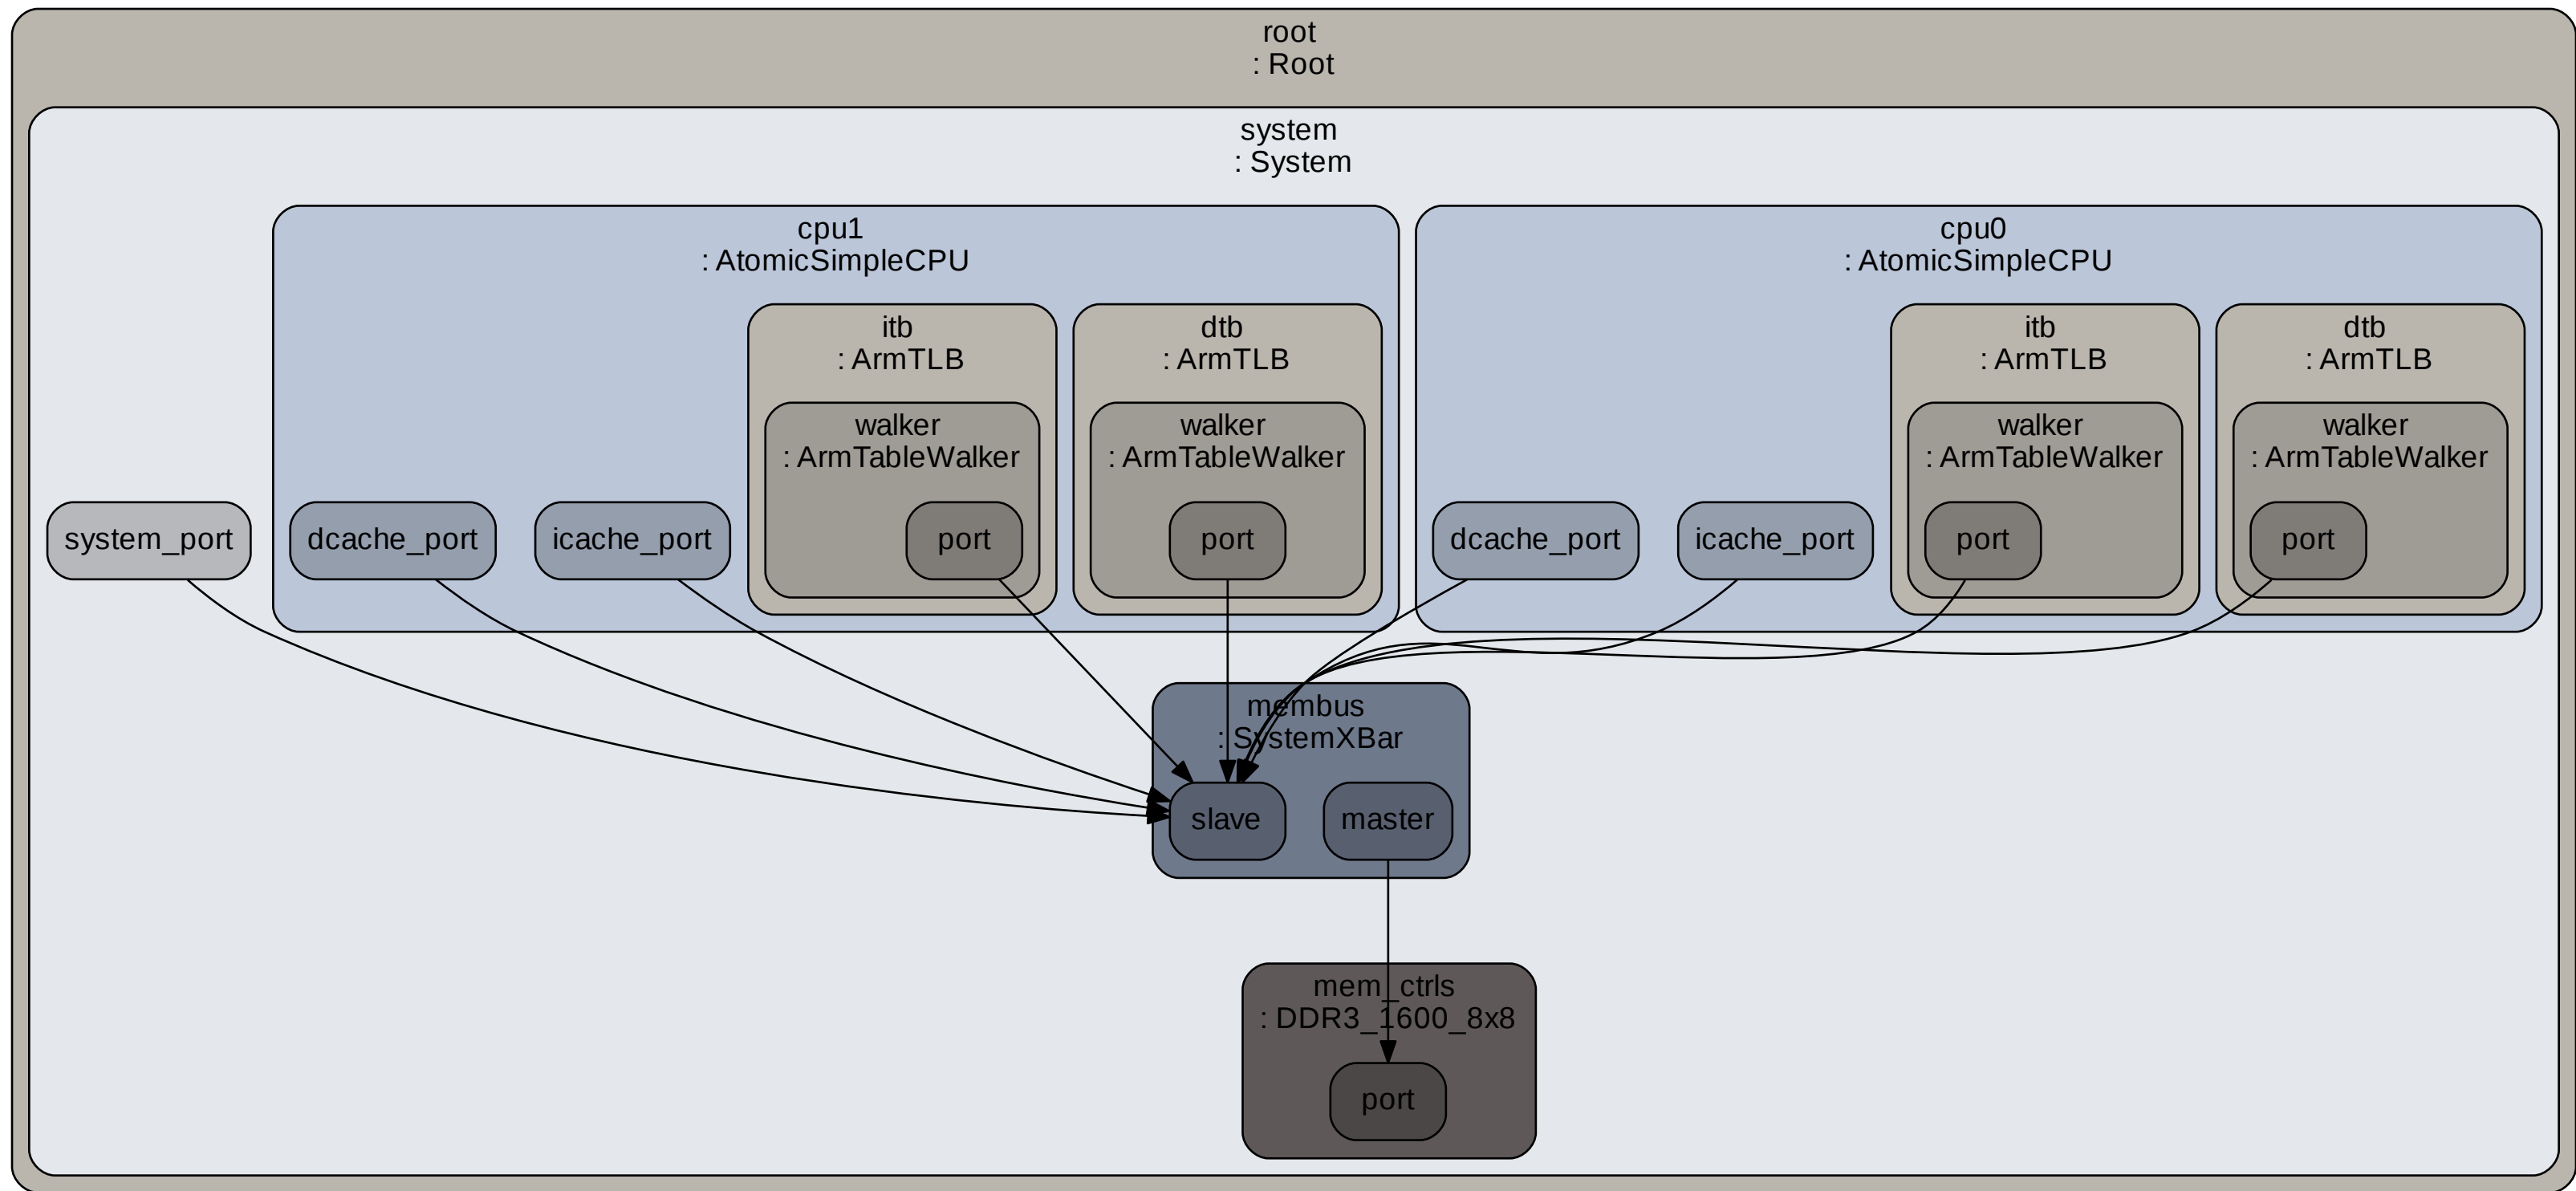 root
: Root
system
: System
cpu1
: AtomicSimpleCPU
cpu0
: AtomicSimpleCPU
itb
: ArmTLB
dtb
: ArmTLB
itb
: ArmTLB
dtb
: ArmTLB
walker
: ArmTableWalker
walker
: ArmTableWalker
walker
: ArmTableWalker
walker
: ArmTableWalker
system_port
dcache_port
icache_port
port
port
dcache_port
icache_port
port
port
membus
: SystemXBar
slave
master
mem_ctrls
: DDR3_1600_8x8
port